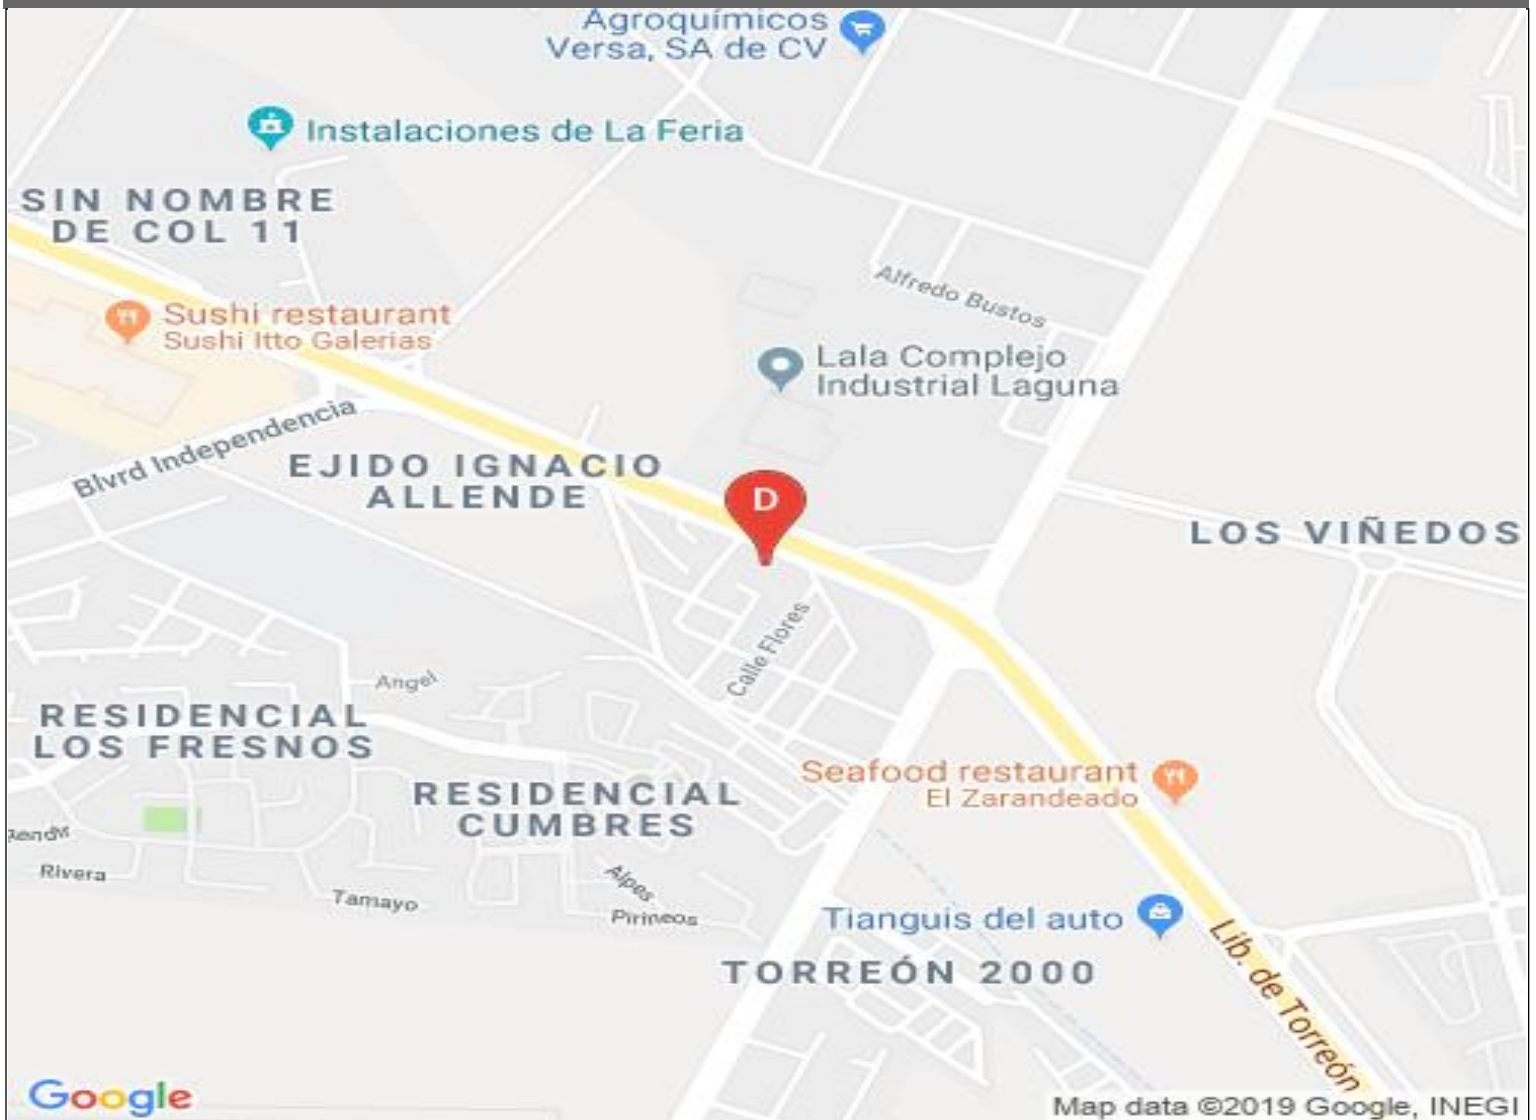 Agroquímicos
Versa, SA de CV
Instalaciones de La Feria
SIN NOMBRE
DE COL 11
Alfredo Bustos
Sushi restaurant
Sushi Itto Galerias
Lala Complejo
Industrial Laguna
Blvrd Independencia
EJIDO IGNACIO
ALLENDE
D
LOS VIÑEDOS
Calle Flores
Angel
RESIDENCIAL
LOS FRESNOS
Seafood restaurant
El Zarandeado
RESIDENCIAL
CUMBRES
Rivera
Tamayo
Alpes
Pirineos
Tianguis del auto
Lib. de Torreón
TORREÓN 2000
Google
Map data ©2019 Google, INEGI